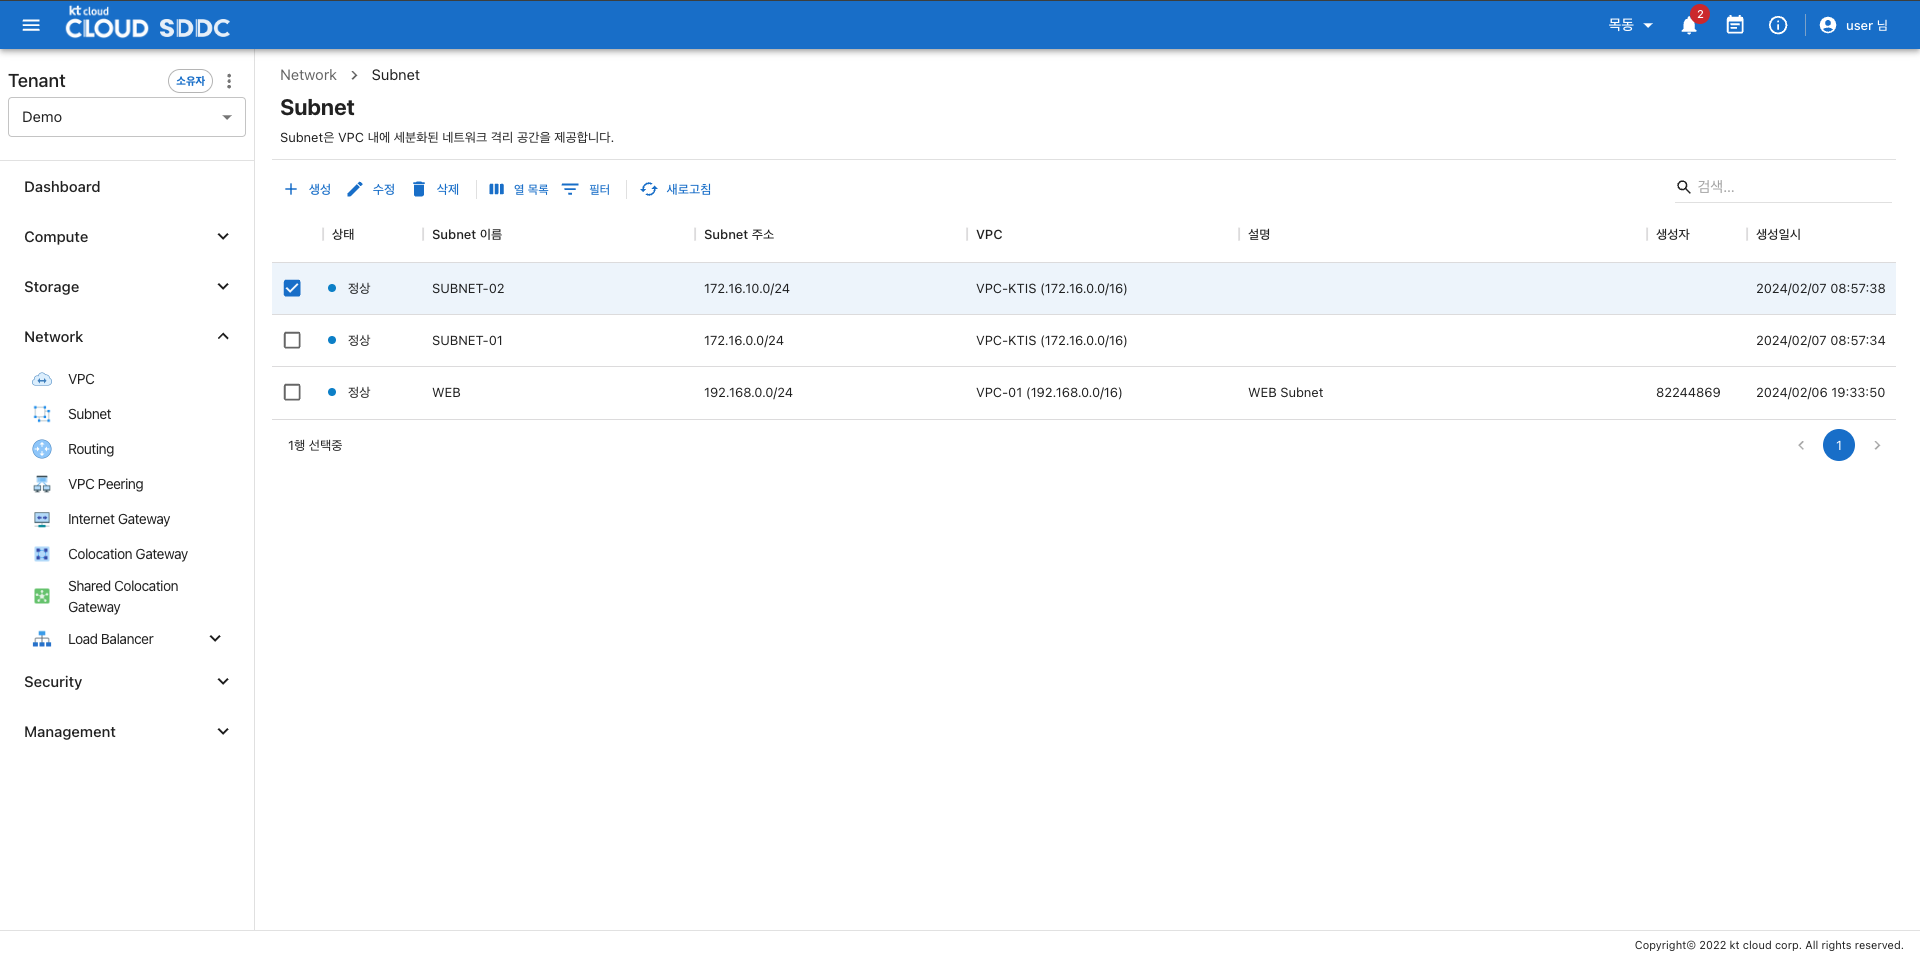 kt cloud
CLOUD SDDC
목동
2
user 님
Tenant
소유자
Demo
Dashboard
Compute
Storage
Network
VPC
Subnet
Routing
VPC Peering
Internet Gateway
Colocation Gateway
Shared Colocation
Gateway
Load Balancer
Security
Management
Network > Subnet
Subnet
Subnet은 VPC 내에 세분화된 네트워크 격리 공간을 제공합니다.
생성 수정 삭제 열 목록 필터 새로고침
검색...
상태 Subnet 이름 Subnet 주소 VPC 설명 생성자 생성일시
정상 SUBNET-02 172.16.10.0/24 VPC-KTIS (172.16.0.0/16) 2024/02/07 08:57:38
정상 SUBNET-01 172.16.0.0/24 VPC-KTIS (172.16.0.0/16) 2024/02/07 08:57:34
정상 WEB 192.168.0.0/24 VPC-01 (192.168.0.0/16) WEB Subnet 82244869 2024/02/06 19:33:50
1행 선택중
1
Copyright© 2022 kt cloud corp. All rights reserved.